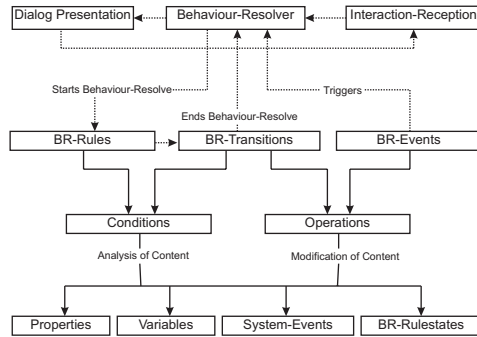 Dialog Presentation
Behaviour-Resolver
Interaction-Reception
Starts Behaviour-Resolve
Triggers
Ends Behaviour-Resolve
BR-Rules
BR-Transitions
BR-Events
Conditions
Operations
Analysis of Content
Modification of Content
Properties
Variables
System-Events
BR-Rulestates